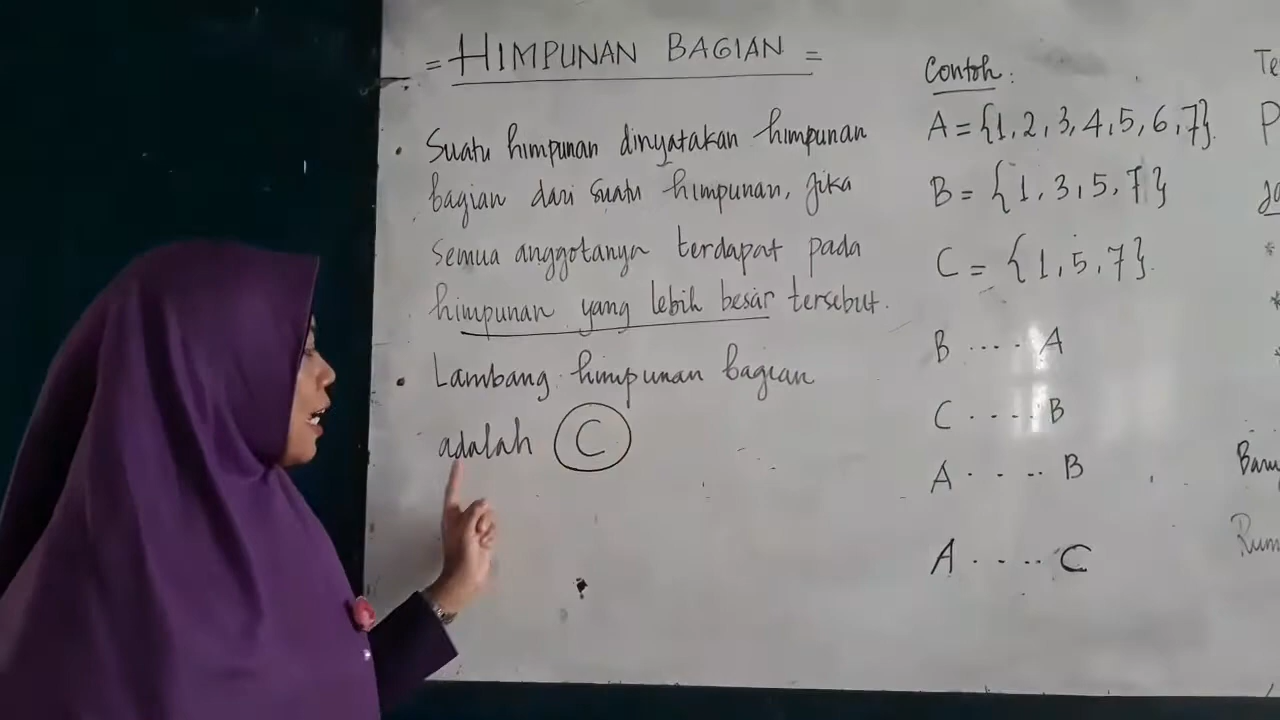 = HIMPUNAN BAGIAN =
• Suatu himpunan dinyatakan himpunan
bagian dari suatu himpunan, jika
semua anggotanya terdapat pada
himpunan yang lebih besar tersebut.
• Lambang himpunan bagian
adalah ⊂
Contoh :
A = {1, 2, 3, 4, 5, 6, 7}.
B = {1, 3, 5, 7}
C = {1, 5, 7}.
B .... A
C .... B
A .... B
A .... C